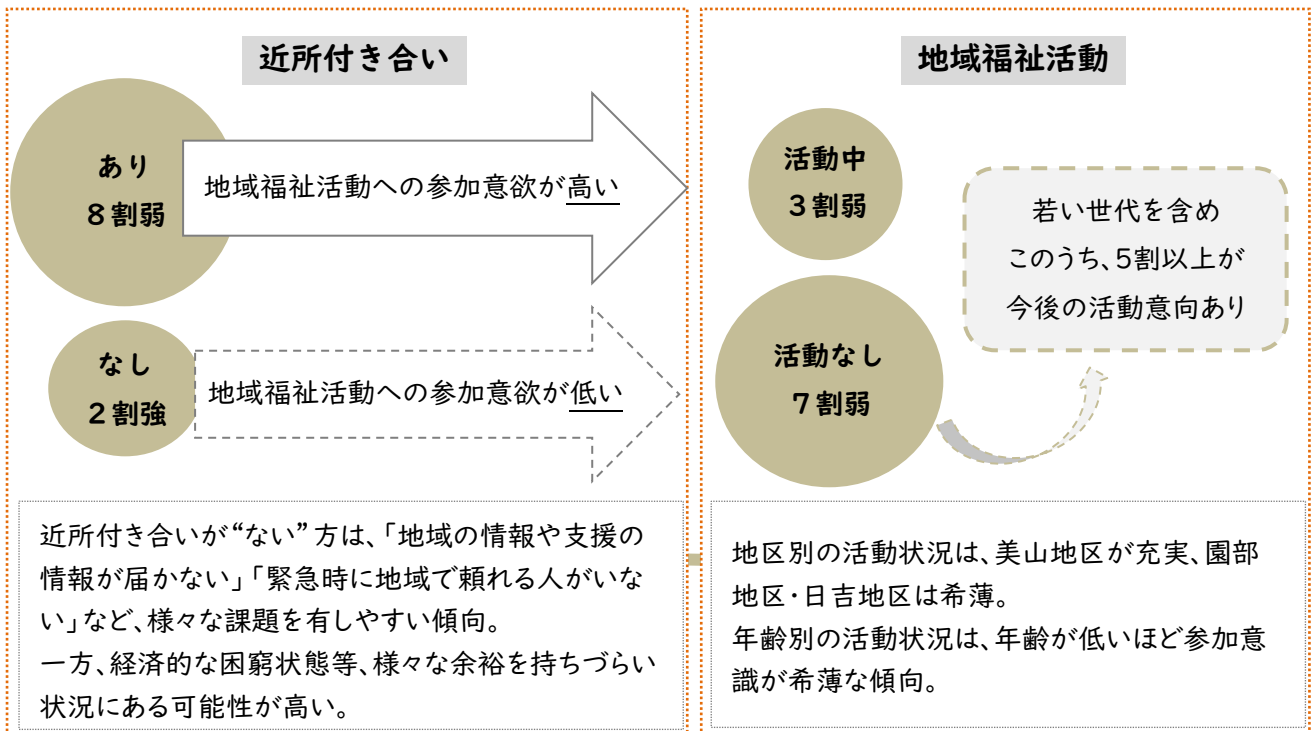 近所付き合い
あり
８割弱
地域福祉活動への参加意欲が高い
なし
２割強
地域福祉活動への参加意欲が低い
近所付き合いが“ない”方は、「地域の情報や支援の
情報が届かない」「緊急時に地域で頼れる人がいな
い」など、様々な課題を有しやすい傾向。
一方、経済的な困窮状態等、様々な余裕を持ちづらい
状況にある可能性が高い。
地域福祉活動
活動中
３割弱
若い世代を含め
このうち、5割以上が
今後の活動意向あり
活動なし
７割弱
地区別の活動状況は、美山地区が充実、園部
地区・日吉地区は希薄。
年齢別の活動状況は、年齢が低いほど参加意
識が希薄な傾向。